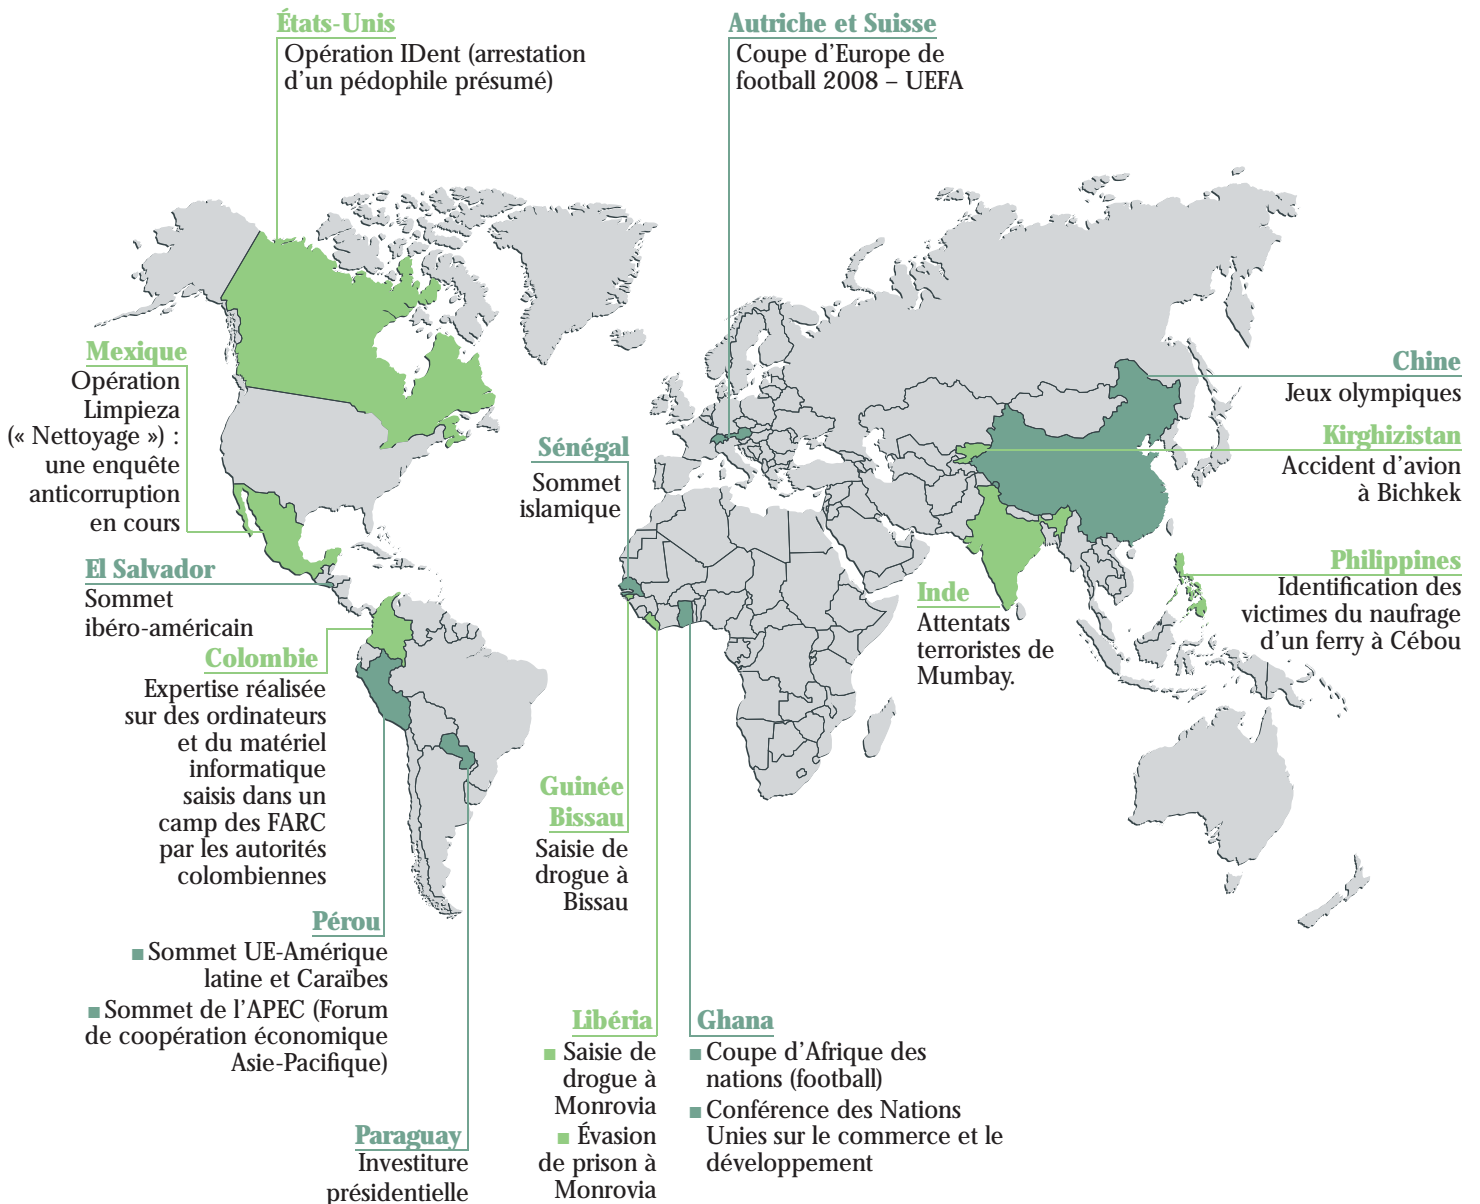 États-Unis
Opération IDent (arrestation
d'un pédophile présumé)
Autriche et Suisse
Coupe d'Europe de
football 2008 – UEFA
Mexique
Opération
Limpieza
(« Nettoyage ») :
une enquête
anticorruption
en cours
El Salvador
Sommet
ibéro-américain
Colombie
Expertise réalisée
sur des ordinateurs
et du matériel
informatique
saisis dans un
camp des FARC
par les autorités
colombiennes
Pérou
■ Sommet UE-Amérique
latine et Caraïbes
■ Sommet de l'APEC (Forum
de coopération économique
Asie-Pacifique)
Paraguay
Investiture
présidentielle
Sénégal
Sommet
islamique
Guinée
Bissau
Saisie de
drogue à
Bissau
Libéria
■ Saisie de
drogue à
Monrovia
■ Évasion
de prison à
Monrovia
Ghana
■ Coupe d'Afrique des
nations (football)
■ Conférence des Nations
Unies sur le commerce et le
développement
Chine
Jeux olympiques
Kirghizistan
Accident d'avion
à Bichkek
Philippines
Identification des
victimes du naufrage
d'un ferry à Cébou
Inde
Attentats
terroristes de
Mumbay.